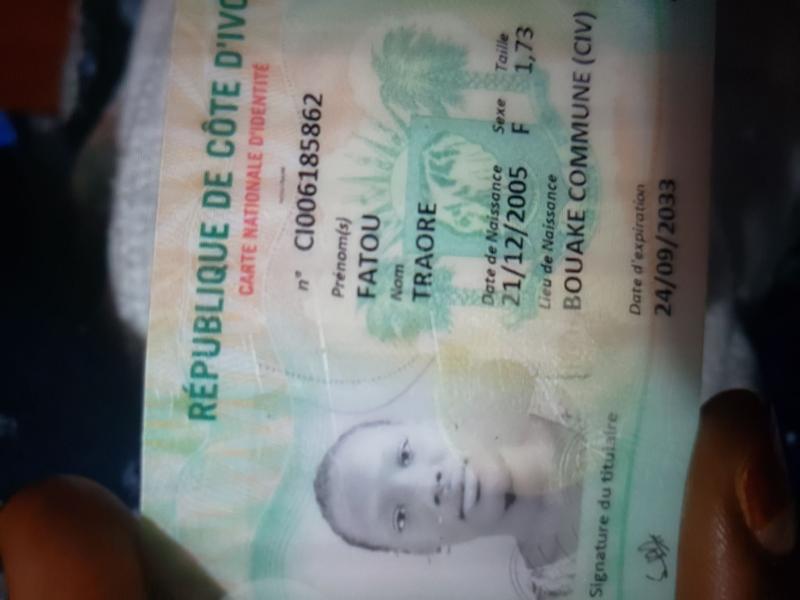 RÉPUBLIQUE DE CÔTE D'IVO
CARTE NATIONALE D'IDENTITÉ
n° CI006185862
Prénom(s)
FATOU
Nom
TRAORE
Date de Naissance Sexe Taille
21/12/2005 F 1,73
Lieu de Naissance
BOUAKE COMMUNE (CIV)
Date d'expiration
24/09/2033
Signature du titulaire